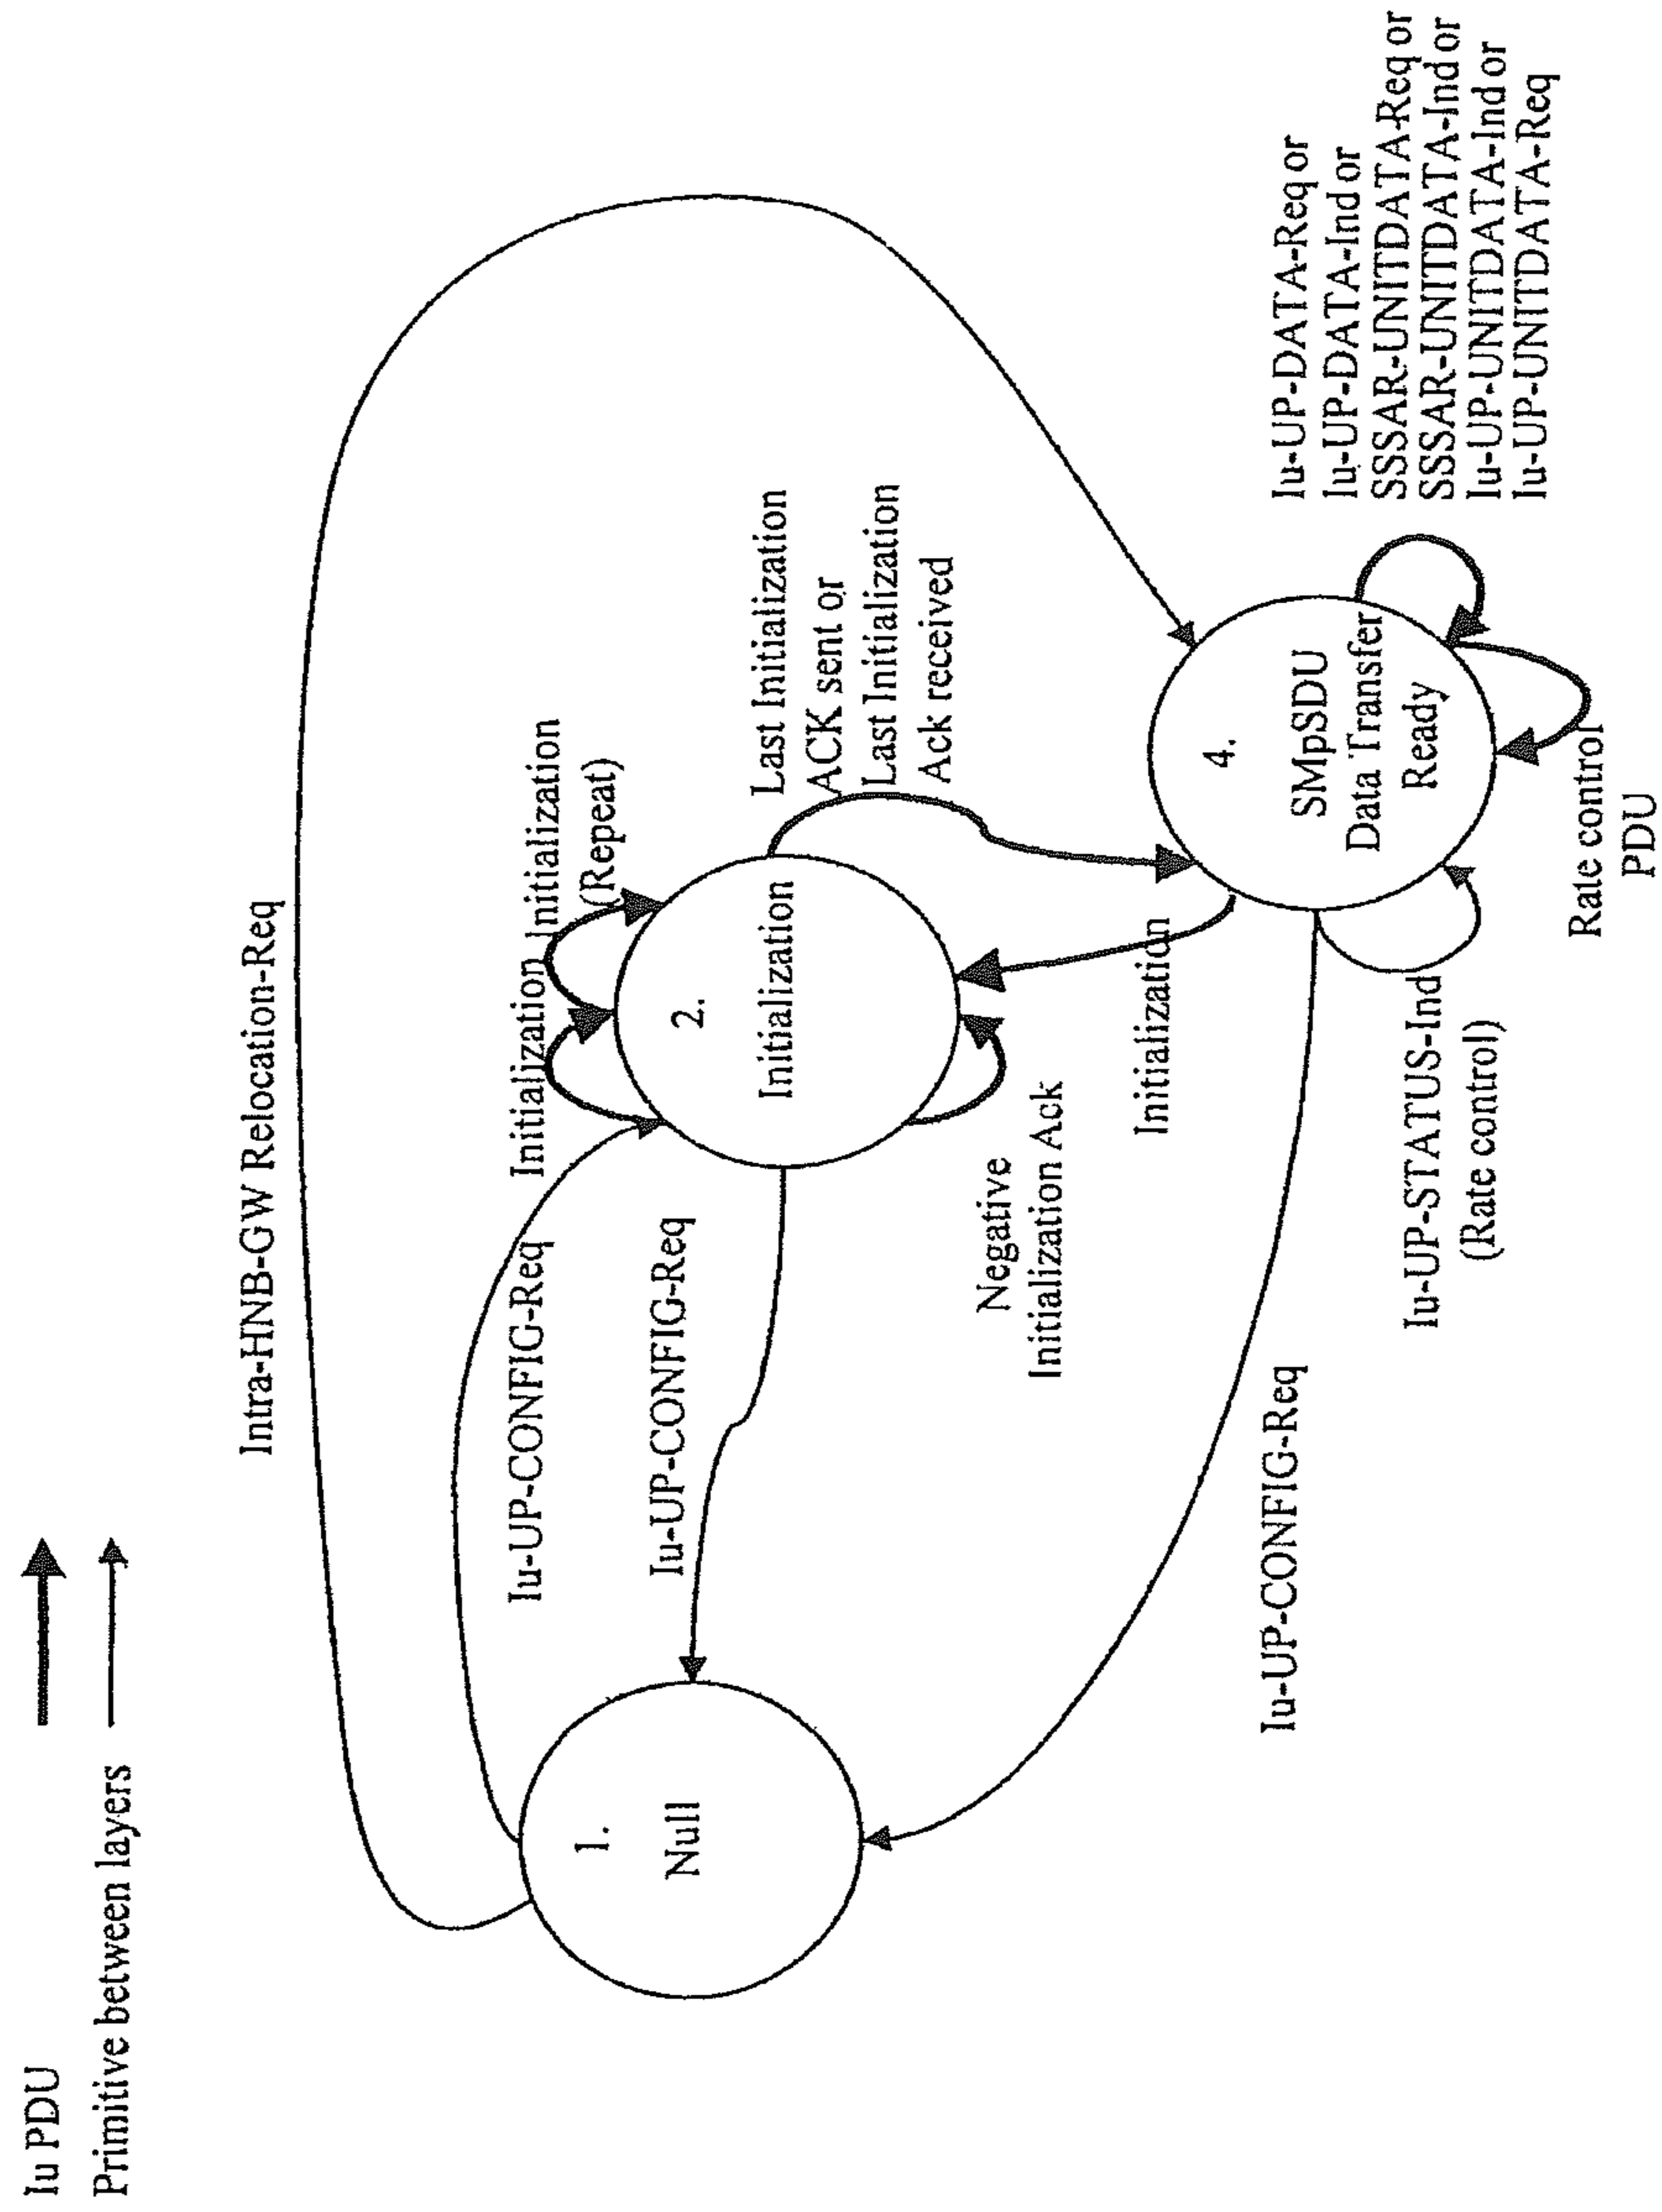 Iu PDU
Primitive between layers
Intra-HNB-GW Relocation-Req
Iu-UP-CONFIG-Req
Initialization
Initialization
(Repeat)
Iu-UP-CONFIG-Req
1.
Null
2.
Initialization
Last Initialization
ACK sent or
Last Initialization
Ack received
Negative
Initialization Ack
Initialization
4.
SMpSDU
Data Transfer
Ready
Iu-UP-DATA-Req or
Iu-UP-DATA-Ind or
SSSAR-UNITDATA-Req or
SSSAR-UNITDATA-Ind or
Iu-UP-UNITDATA-Ind or
Iu-UP-UNITDATA-Req
Iu-UP-CONFIG-Req
Iu-UP-STATUS-Ind
(Rate control)
Rate control
PDU